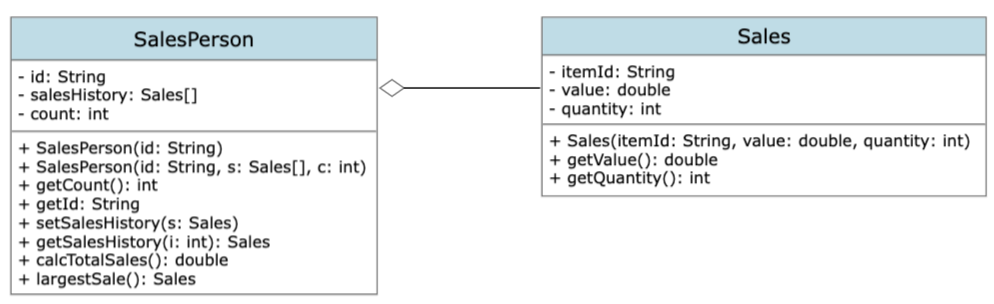 SalesPerson
- id: String
- salesHistory: Sales[]
- count: int
+ SalesPerson(id: String)
+ SalesPerson(id: String, s: Sales[], c: int)
+ getCount(): int
+ getId: String
+ setSalesHistory(s: Sales)
+ getSalesHistory(i: int): Sales
+ calcTotalSales(): double
+ largestSale(): Sales
Sales
- itemId: String
- value: double
- quantity: int
+ Sales(itemId: String, value: double, quantity: int)
+ getValue(): double
+ getQuantity(): int